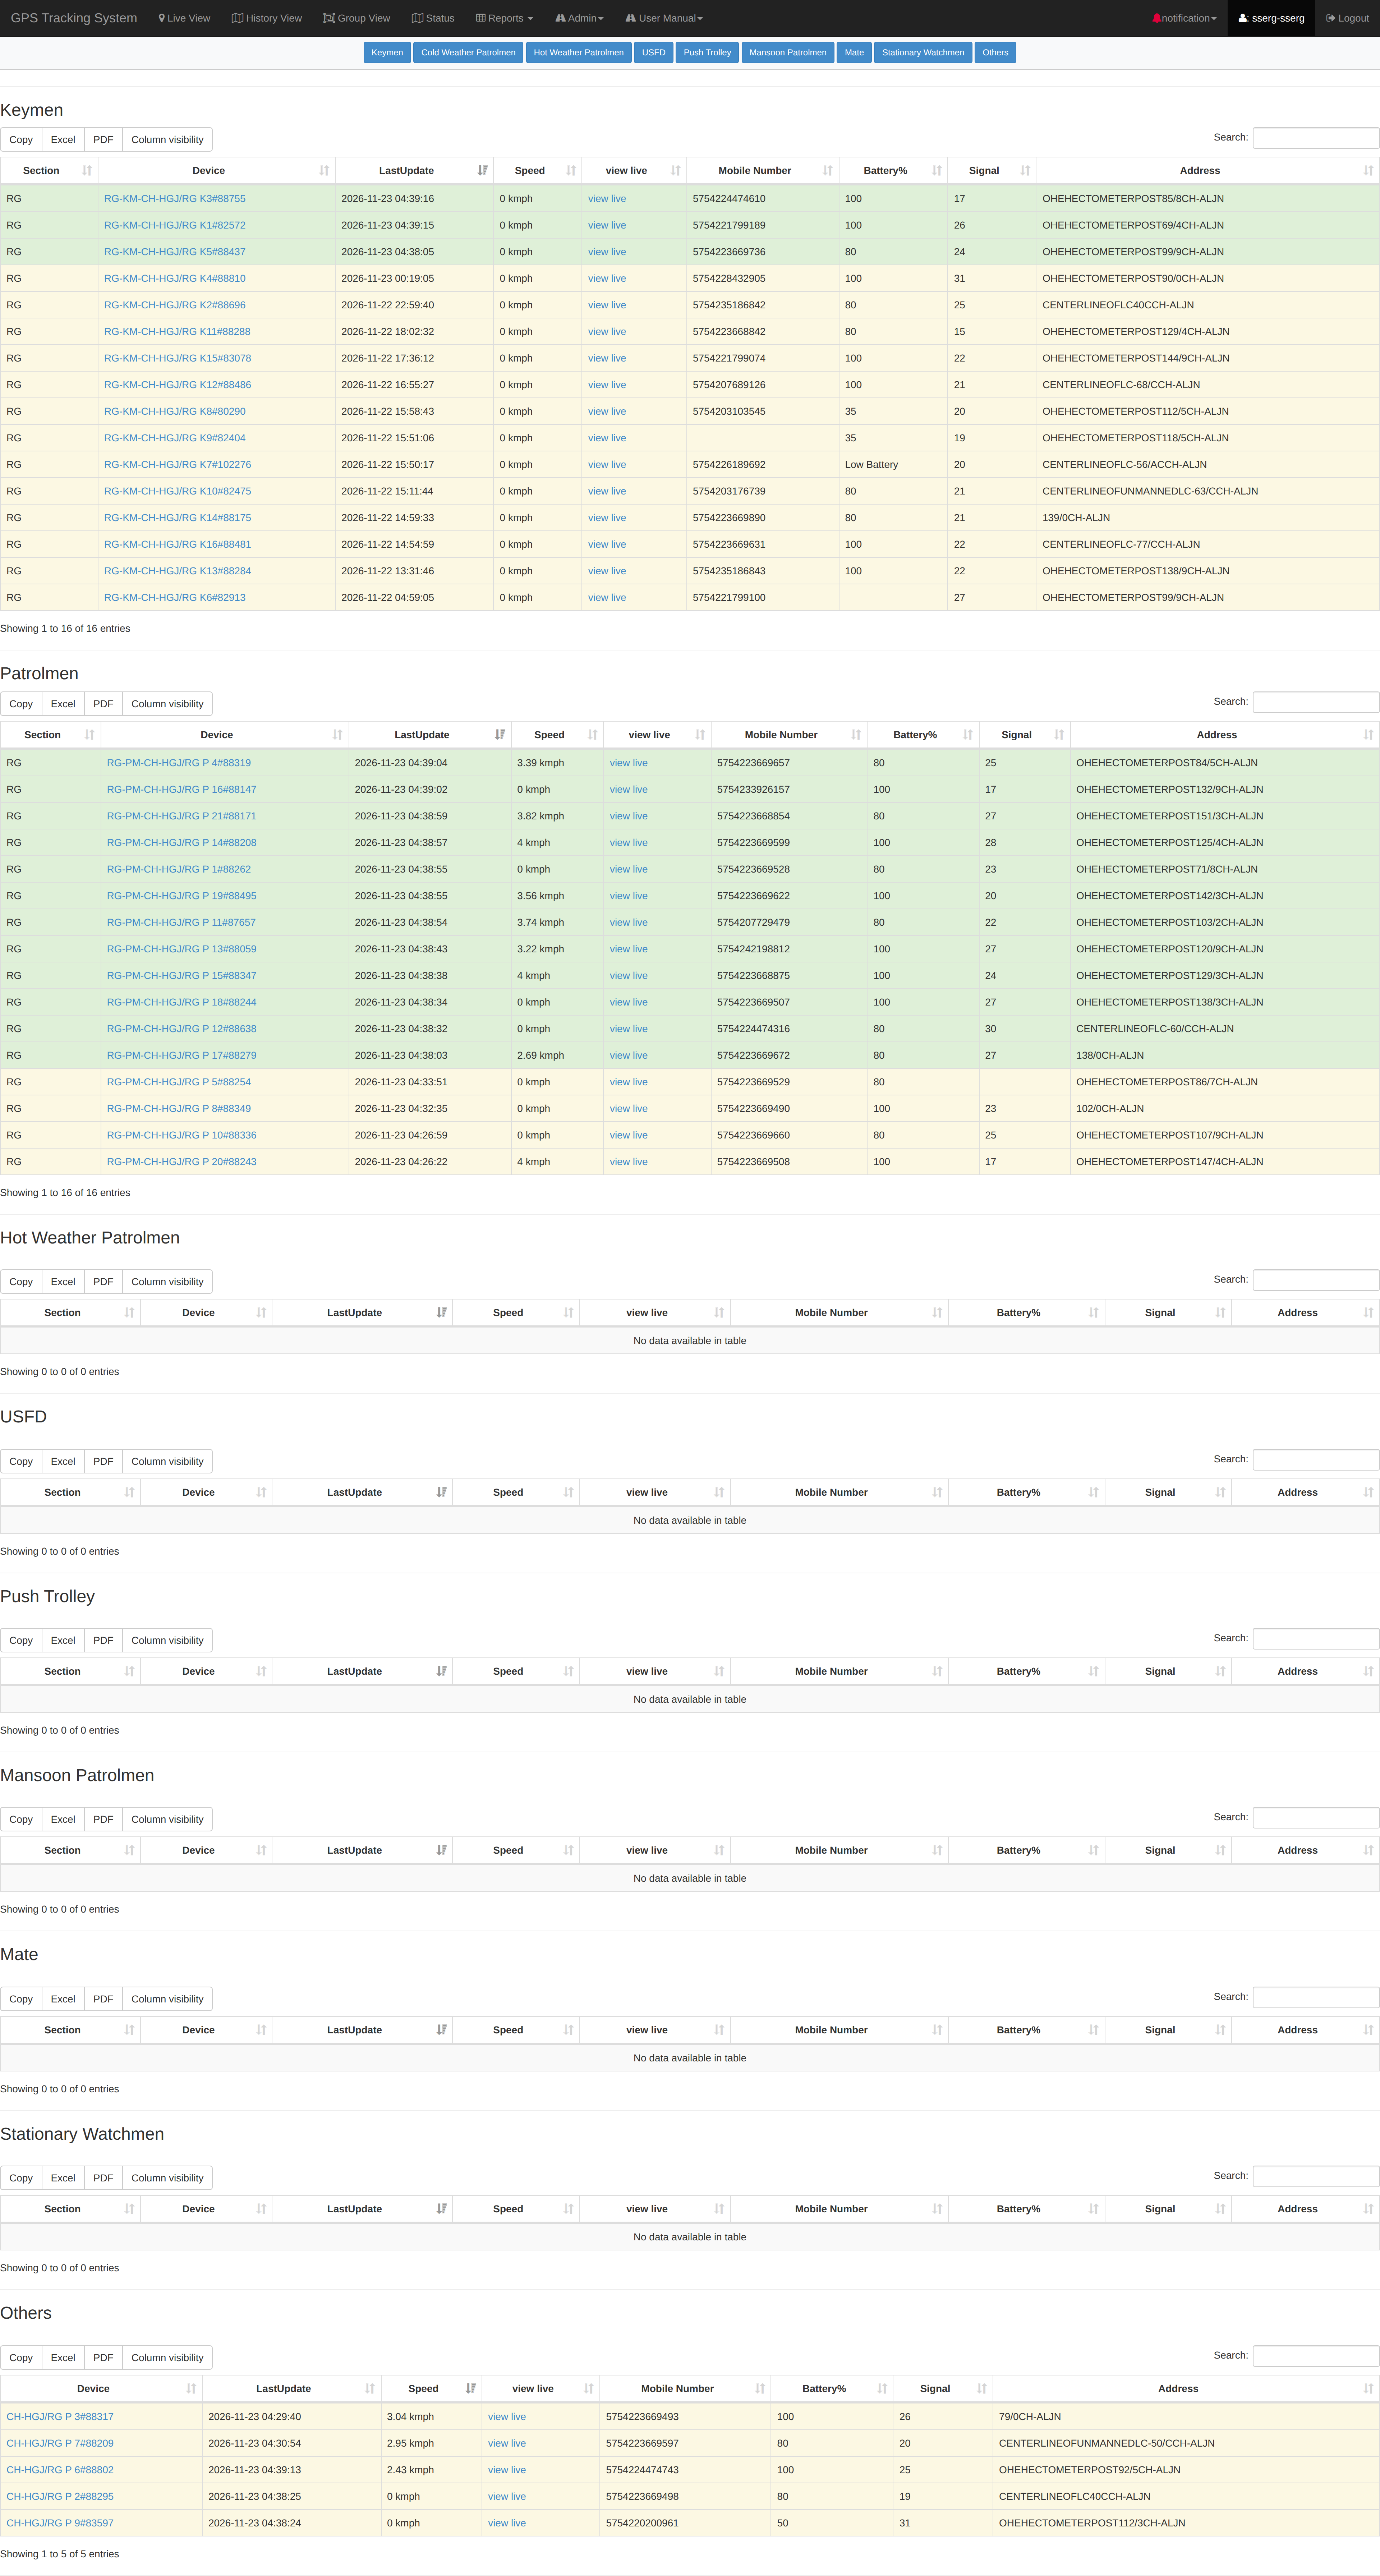 GPS Tracking System Live View History View Group View Status Reports Admin User Manual notification : sserg-sserg Logout
Keymen Cold Weather Patrolmen Hot Weather Patrolmen USFD Push Trolley Mansoon Patrolmen Mate Stationary Watchmen Others
Keymen
Copy Excel PDF Column visibility Search:
Section Device LastUpdate Speed view live Mobile Number Battery% Signal Address
RG RG-KM-CH-HGJ/RG K3#88755 2026-11-23 04:39:16 0 kmph view live 5754224474610 100 17 OHEHECTOMETERPOST85/8CH-ALJN
RG RG-KM-CH-HGJ/RG K1#82572 2026-11-23 04:39:15 0 kmph view live 5754221799189 100 26 OHEHECTOMETERPOST69/4CH-ALJN
RG RG-KM-CH-HGJ/RG K5#88437 2026-11-23 04:38:05 0 kmph view live 5754223669736 80 24 OHEHECTOMETERPOST99/9CH-ALJN
RG RG-KM-CH-HGJ/RG K4#88810 2026-11-23 00:19:05 0 kmph view live 5754228432905 100 31 OHEHECTOMETERPOST90/0CH-ALJN
RG RG-KM-CH-HGJ/RG K2#88696 2026-11-22 22:59:40 0 kmph view live 5754235186842 80 25 CENTERLINEOFLC40CCH-ALJN
RG RG-KM-CH-HGJ/RG K11#88288 2026-11-22 18:02:32 0 kmph view live 5754223668842 80 15 OHEHECTOMETERPOST129/4CH-ALJN
RG RG-KM-CH-HGJ/RG K15#83078 2026-11-22 17:36:12 0 kmph view live 5754221799074 100 22 OHEHECTOMETERPOST144/9CH-ALJN
RG RG-KM-CH-HGJ/RG K12#88486 2026-11-22 16:55:27 0 kmph view live 5754207689126 100 21 CENTERLINEOFLC-68/CCH-ALJN
RG RG-KM-CH-HGJ/RG K8#80290 2026-11-22 15:58:43 0 kmph view live 5754203103545 35 20 OHEHECTOMETERPOST112/5CH-ALJN
RG RG-KM-CH-HGJ/RG K9#82404 2026-11-22 15:51:06 0 kmph view live 35 19 OHEHECTOMETERPOST118/5CH-ALJN
RG RG-KM-CH-HGJ/RG K7#102276 2026-11-22 15:50:17 0 kmph view live 5754226189692 Low Battery 20 CENTERLINEOFLC-56/ACCH-ALJN
RG RG-KM-CH-HGJ/RG K10#82475 2026-11-22 15:11:44 0 kmph view live 5754203176739 80 21 CENTERLINEOFUNMANNEDLC-63/CCH-ALJN
RG RG-KM-CH-HGJ/RG K14#88175 2026-11-22 14:59:33 0 kmph view live 5754223669890 80 21 139/0CH-ALJN
RG RG-KM-CH-HGJ/RG K16#88481 2026-11-22 14:54:59 0 kmph view live 5754223669631 100 22 CENTERLINEOFLC-77/CCH-ALJN
RG RG-KM-CH-HGJ/RG K13#88284 2026-11-22 13:31:46 0 kmph view live 5754235186843 100 22 OHEHECTOMETERPOST138/9CH-ALJN
RG RG-KM-CH-HGJ/RG K6#82913 2026-11-22 04:59:05 0 kmph view live 5754221799100 27 OHEHECTOMETERPOST99/9CH-ALJN
Showing 1 to 16 of 16 entries
Patrolmen
Copy Excel PDF Column visibility Search:
Section Device LastUpdate Speed view live Mobile Number Battery% Signal Address
RG RG-PM-CH-HGJ/RG P 4#88319 2026-11-23 04:39:04 3.39 kmph view live 5754223669657 80 25 OHEHECTOMETERPOST84/5CH-ALJN
RG RG-PM-CH-HGJ/RG P 16#88147 2026-11-23 04:39:02 0 kmph view live 5754233926157 100 17 OHEHECTOMETERPOST132/9CH-ALJN
RG RG-PM-CH-HGJ/RG P 21#88171 2026-11-23 04:38:59 3.82 kmph view live 5754223668854 80 27 OHEHECTOMETERPOST151/3CH-ALJN
RG RG-PM-CH-HGJ/RG P 14#88208 2026-11-23 04:38:57 4 kmph view live 5754223669599 100 28 OHEHECTOMETERPOST125/4CH-ALJN
RG RG-PM-CH-HGJ/RG P 1#88262 2026-11-23 04:38:55 0 kmph view live 5754223669528 80 23 OHEHECTOMETERPOST71/8CH-ALJN
RG RG-PM-CH-HGJ/RG P 19#88495 2026-11-23 04:38:55 3.56 kmph view live 5754223669622 100 20 OHEHECTOMETERPOST142/3CH-ALJN
RG RG-PM-CH-HGJ/RG P 11#87657 2026-11-23 04:38:54 3.74 kmph view live 5754207729479 80 22 OHEHECTOMETERPOST103/2CH-ALJN
RG RG-PM-CH-HGJ/RG P 13#88059 2026-11-23 04:38:43 3.22 kmph view live 5754242198812 100 27 OHEHECTOMETERPOST120/9CH-ALJN
RG RG-PM-CH-HGJ/RG P 15#88347 2026-11-23 04:38:38 4 kmph view live 5754223668875 100 24 OHEHECTOMETERPOST129/3CH-ALJN
RG RG-PM-CH-HGJ/RG P 18#88244 2026-11-23 04:38:34 0 kmph view live 5754223669507 100 27 OHEHECTOMETERPOST138/3CH-ALJN
RG RG-PM-CH-HGJ/RG P 12#88638 2026-11-23 04:38:32 0 kmph view live 5754224474316 80 30 CENTERLINEOFLC-60/CCH-ALJN
RG RG-PM-CH-HGJ/RG P 17#88279 2026-11-23 04:38:03 2.69 kmph view live 5754223669672 80 27 138/0CH-ALJN
RG RG-PM-CH-HGJ/RG P 5#88254 2026-11-23 04:33:51 0 kmph view live 5754223669529 80 OHEHECTOMETERPOST86/7CH-ALJN
RG RG-PM-CH-HGJ/RG P 8#88349 2026-11-23 04:32:35 0 kmph view live 5754223669490 100 23 102/0CH-ALJN
RG RG-PM-CH-HGJ/RG P 10#88336 2026-11-23 04:26:59 0 kmph view live 5754223669660 80 25 OHEHECTOMETERPOST107/9CH-ALJN
RG RG-PM-CH-HGJ/RG P 20#88243 2026-11-23 04:26:22 4 kmph view live 5754223669508 100 17 OHEHECTOMETERPOST147/4CH-ALJN
Showing 1 to 16 of 16 entries
Hot Weather Patrolmen
Copy Excel PDF Column visibility Search:
Section Device LastUpdate Speed view live Mobile Number Battery% Signal Address
No data available in table
Showing 0 to 0 of 0 entries
USFD
Copy Excel PDF Column visibility Search:
Section Device LastUpdate Speed view live Mobile Number Battery% Signal Address
No data available in table
Showing 0 to 0 of 0 entries
Push Trolley
Copy Excel PDF Column visibility Search:
Section Device LastUpdate Speed view live Mobile Number Battery% Signal Address
No data available in table
Showing 0 to 0 of 0 entries
Mansoon Patrolmen
Copy Excel PDF Column visibility Search:
Section Device LastUpdate Speed view live Mobile Number Battery% Signal Address
No data available in table
Showing 0 to 0 of 0 entries
Mate
Copy Excel PDF Column visibility Search:
Section Device LastUpdate Speed view live Mobile Number Battery% Signal Address
No data available in table
Showing 0 to 0 of 0 entries
Stationary Watchmen
Copy Excel PDF Column visibility Search:
Section Device LastUpdate Speed view live Mobile Number Battery% Signal Address
No data available in table
Showing 0 to 0 of 0 entries
Others
Copy Excel PDF Column visibility Search:
Device LastUpdate Speed view live Mobile Number Battery% Signal Address
CH-HGJ/RG P 3#88317 2026-11-23 04:29:40 3.04 kmph view live 5754223669493 100 26 79/0CH-ALJN
CH-HGJ/RG P 7#88209 2026-11-23 04:30:54 2.95 kmph view live 5754223669597 80 20 CENTERLINEOFUNMANNEDLC-50/CCH-ALJN
CH-HGJ/RG P 6#88802 2026-11-23 04:39:13 2.43 kmph view live 5754224474743 100 25 OHEHECTOMETERPOST92/5CH-ALJN
CH-HGJ/RG P 2#88295 2026-11-23 04:38:25 0 kmph view live 5754223669498 80 19 CENTERLINEOFLC40CCH-ALJN
CH-HGJ/RG P 9#83597 2026-11-23 04:38:24 0 kmph view live 5754220200961 50 31 OHEHECTOMETERPOST112/3CH-ALJN
Showing 1 to 5 of 5 entries